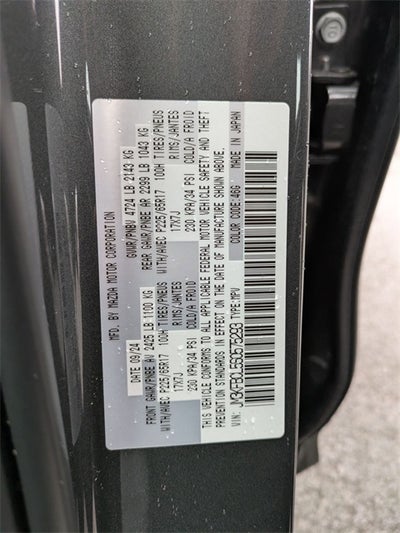 MFD. BY MAZDA MOTOR CORPORATION
DATE 09/24 GVWR/PNBV 4724 LB 2143 KG
FRONT GAWR/PNBE AV 2425 LB 1100 KG REAR GAWR/PNBE AR 2299 LB 1043 KG
WITH/AVEC P225/65R17 100H TIRES/PNEUS WITH/AVEC P225/65R17 100H TIRES/PNEUS
17X7J RIMS/JANTES 17X7J RIMS/JANTES
230 KPA/34 PSI COLD/A FROID 230 KPA/34 PSI COLD/A FROID
THIS VEHICLE CONFORMS TO ALL APPLICABLE FEDERAL MOTOR VEHICLE SAFETY AND THEFT
PREVENTION STANDARDS IN EFFECT ON THE DATE OF MANUFACTURE SHOWN ABOVE.
VIN: JM3KFBCL5S0575283 TYPE:MPV COLOR CODE:46G MADE IN JAPAN